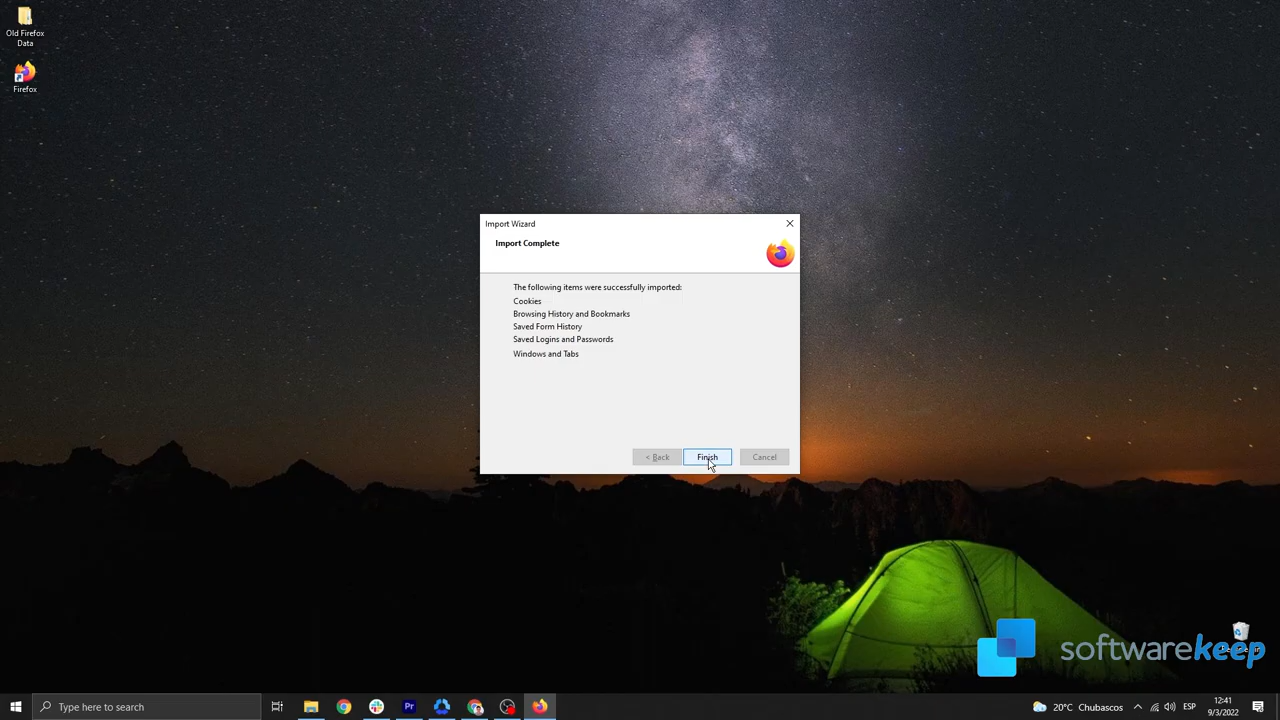 Old Firefox
Data
Firefox
Import Wizard
Import Complete
The following items were successfully imported:
Cookies
Browsing History and Bookmarks
Saved Form History
Saved Logins and Passwords
Windows and Tabs
< Back
Finish
Cancel
softwarekeep
Type here to search
Pr
20°C Chubascos
ESP
12:41
9/3/2022